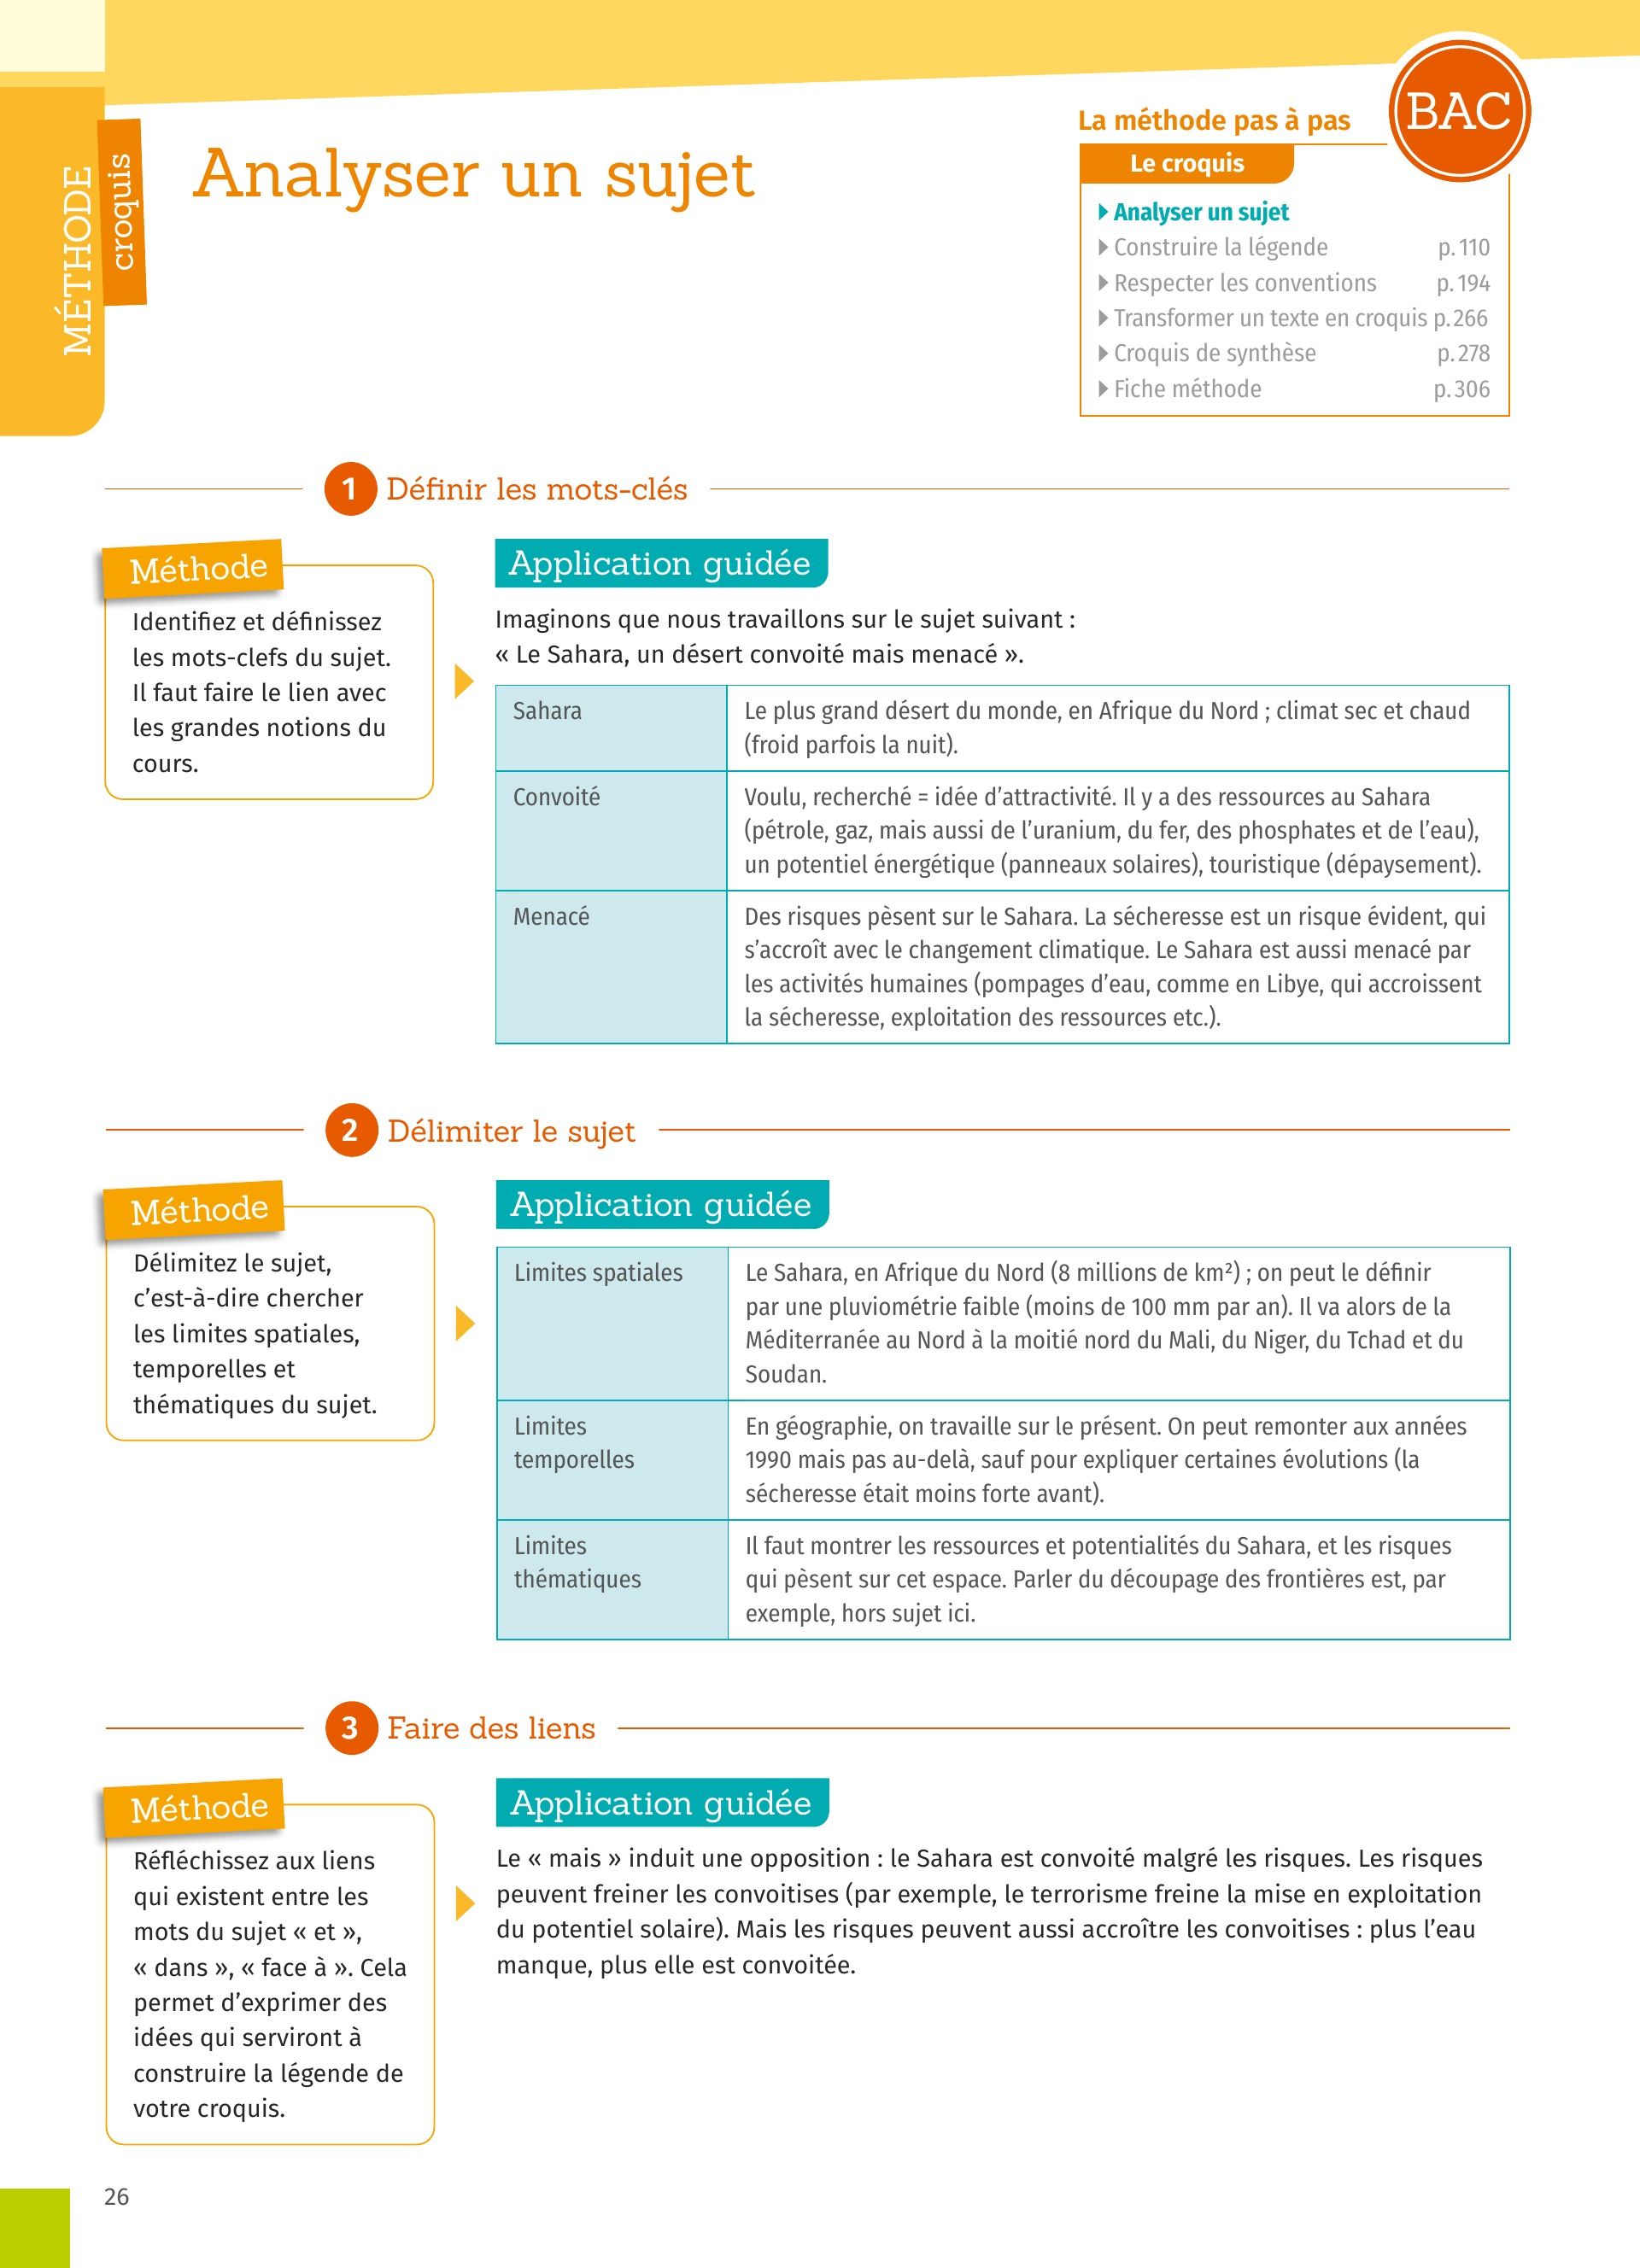 MÉTHODE
croquis
Analyser un sujet
La méthode pas à pas
BAC
Le croquis
Analyser un sujet
Construire la légende p. 110
Respecter les conventions p. 194
Transformer un texte en croquis p. 266
Croquis de synthèse p. 278
Fiche méthode p. 306
1 Définir les mots-clés
Méthode
Identifiez et définissez
les mots-clefs du sujet.
Il faut faire le lien avec
les grandes notions du
cours.
Application guidée
Imaginons que nous travaillons sur le sujet suivant :
« Le Sahara, un désert convoité mais menacé ».
Sahara
Le plus grand désert du monde, en Afrique du Nord ; climat sec et chaud
(froid parfois la nuit).
Convoité
Voulu, recherché = idée d’attractivité. Il y a des ressources au Sahara
(pétrole, gaz, mais aussi de l’uranium, du fer, des phosphates et de l’eau),
un potentiel énergétique (panneaux solaires), touristique (dépaysement).
Menacé
Des risques pèsent sur le Sahara. La sécheresse est un risque évident, qui
s’accroît avec le changement climatique. Le Sahara est aussi menacé par
les activités humaines (pompages d’eau, comme en Libye, qui accroissent
la sécheresse, exploitation des ressources etc.).
2 Délimiter le sujet
Méthode
Délimitez le sujet,
c’est-à-dire chercher
les limites spatiales,
temporelles et
thématiques du sujet.
Application guidée
Limites spatiales
Le Sahara, en Afrique du Nord (8 millions de km²) ; on peut le définir
par une pluviométrie faible (moins de 100 mm par an). Il va alors de la
Méditerranée au Nord à la moitié nord du Mali, du Niger, du Tchad et du
Soudan.
Limites
temporelles
En géographie, on travaille sur le présent. On peut remonter aux années
1990 mais pas au-delà, sauf pour expliquer certaines évolutions (la
sécheresse était moins forte avant).
Limites
thématiques
Il faut montrer les ressources et potentialités du Sahara, et les risques
qui pèsent sur cet espace. Parler du découpage des frontières est, par
exemple, hors sujet ici.
3 Faire des liens
Méthode
Réfléchissez aux liens
qui existent entre les
mots du sujet « et »,
« dans », « face à ». Cela
permet d’exprimer des
idées qui serviront à
construire la légende de
votre croquis.
Application guidée
Le « mais » induit une opposition : le Sahara est convoité malgré les risques. Les risques
peuvent freiner les convoitises (par exemple, le terrorisme freine la mise en exploitation
du potentiel solaire). Mais les risques peuvent aussi accroître les convoitises : plus l’eau
manque, plus elle est convoitée.
26